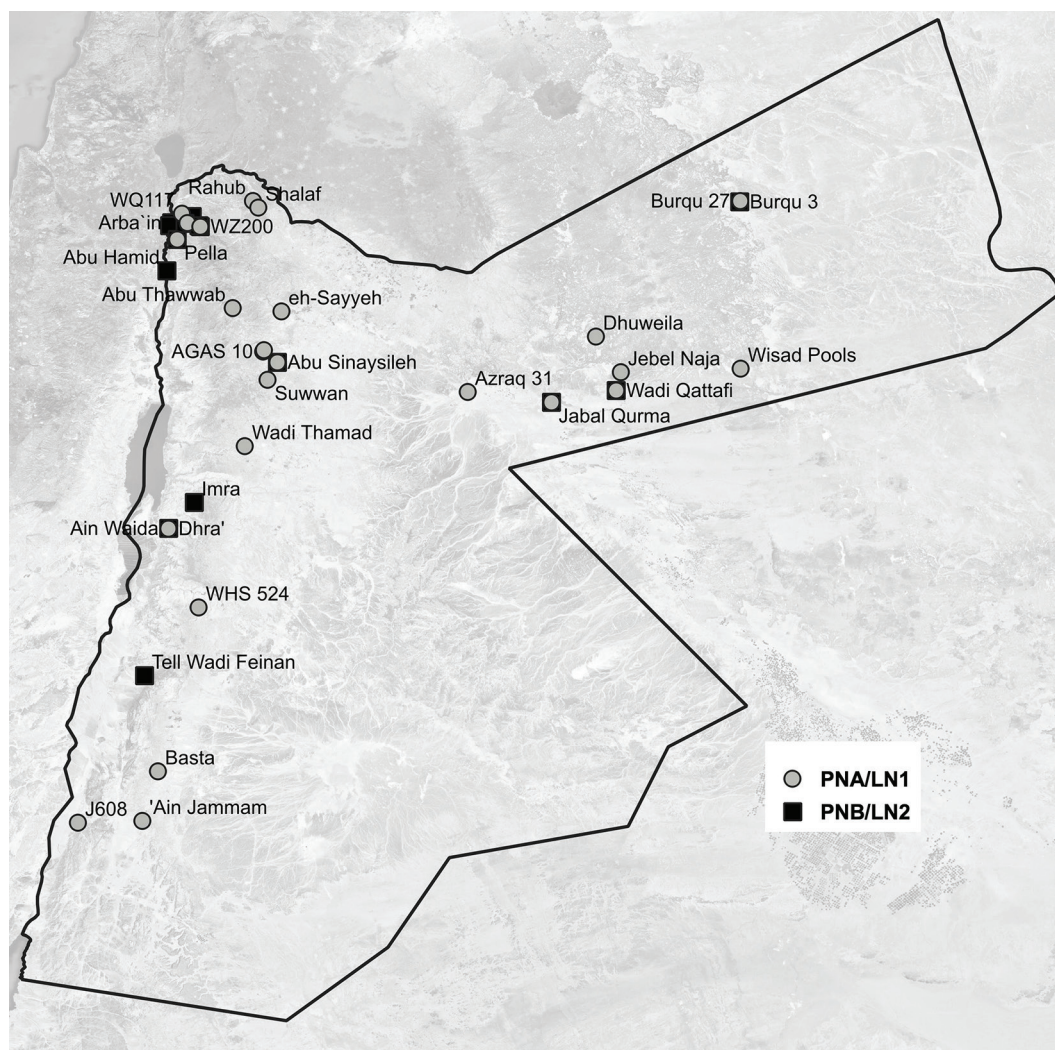 Rahub
Shalaf
WQ117
Arba`in
WZ200
Pella
Abu Hamid
Burqu 27
Burqu 3
Abu Thawwab
eh-Sayyeh
Dhuweila
AGAS 10
Abu Sinaysileh
Jebel Naja
Wisad Pools
Suwwan
Azraq 31
Wadi Qattafi
Jabal Qurma
Wadi Thamad
Imra
Ain Waida
Dhra'
WHS 524
Tell Wadi Feinan
Basta
J608
'Ain Jammam
PNA/LN1
PNB/LN2